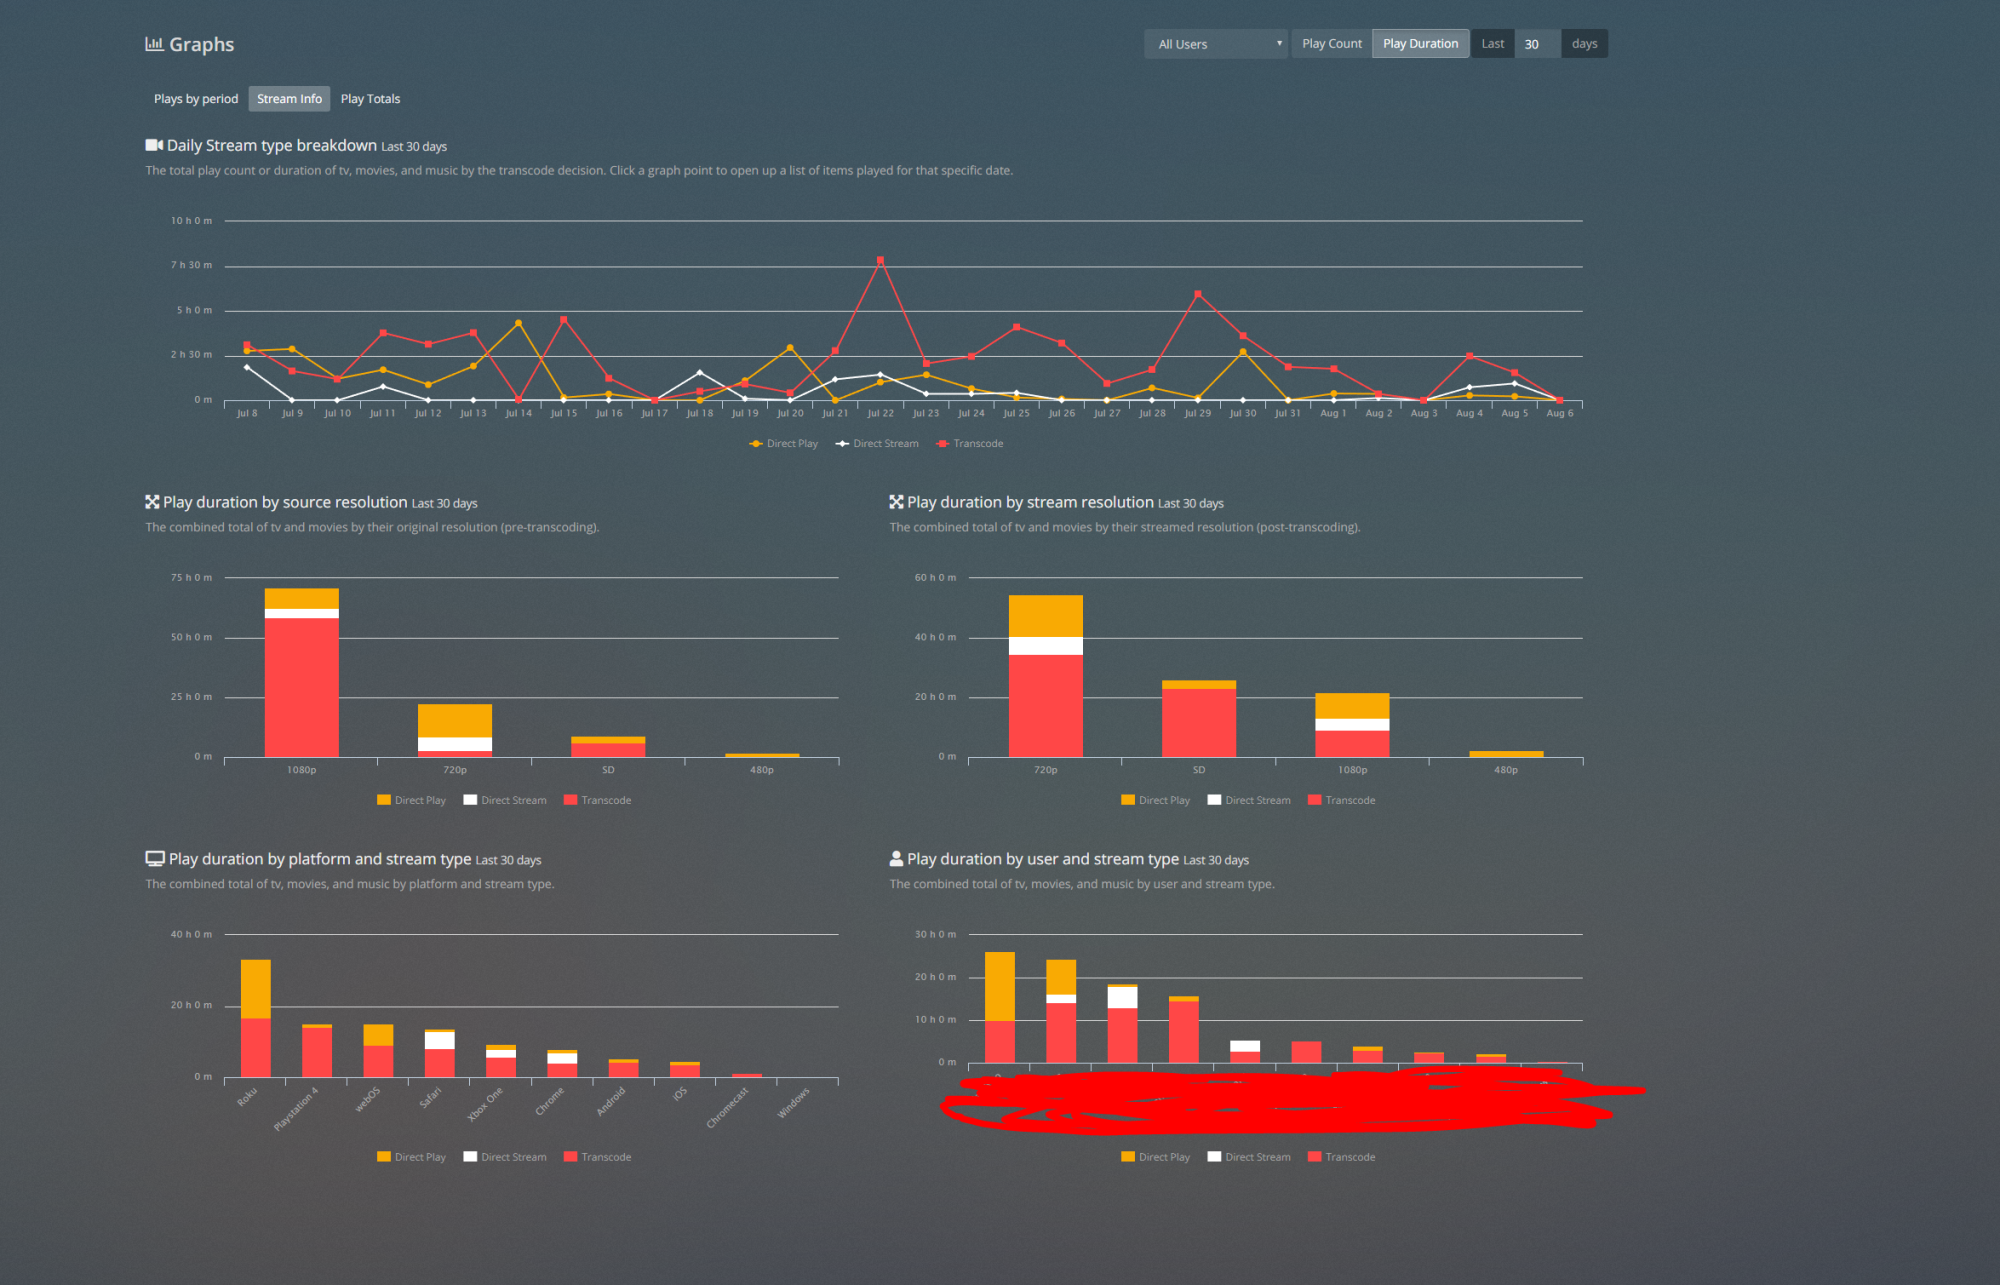 Graphs
All Users Play Count Play Duration Last 30 days
Plays by period Stream Info Play Totals
Daily Stream type breakdown Last 30 days
The total play count or duration of tv, movies, and music by the transcode decision. Click a graph point to open up a list of items played for that specific date.
10 h 0 m
7 h 30 m
5 h 0 m
2 h 30 m
0 m
Jul 8 Jul 9 Jul 10 Jul 11 Jul 12 Jul 13 Jul 14 Jul 15 Jul 16 Jul 17 Jul 18 Jul 19 Jul 20 Jul 21 Jul 22 Jul 23 Jul 24 Jul 25 Jul 26 Jul 27 Jul 28 Jul 29 Jul 30 Jul 31 Aug 1 Aug 2 Aug 3 Aug 4 Aug 5 Aug 6
Direct Play Direct Stream Transcode
Play duration by source resolution Last 30 days
The combined total of tv and movies by their original resolution (pre-transcoding).
75 h 0 m
50 h 0 m
25 h 0 m
0 m
1080p 720p SD 480p
Direct Play Direct Stream Transcode
Play duration by stream resolution Last 30 days
The combined total of tv and movies by their streamed resolution (post-transcoding).
60 h 0 m
40 h 0 m
20 h 0 m
0 m
720p SD 1080p 480p
Direct Play Direct Stream Transcode
Play duration by platform and stream type Last 30 days
The combined total of tv, movies, and music by platform and stream type.
40 h 0 m
20 h 0 m
0 m
Roku Playstation 4 webOS Safari Xbox One Chrome Android iOS Chromecast Windows
Direct Play Direct Stream Transcode
Play duration by user and stream type Last 30 days
The combined total of tv, movies, and music by user and stream type.
30 h 0 m
20 h 0 m
10 h 0 m
0 m
Direct Play Direct Stream Transcode